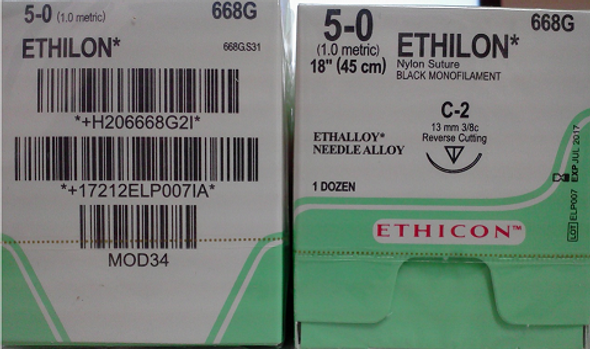 5-0 (1.0 metric) 668G
ETHILON* 668G.S31
*+H206668G2I*
*+17212ELP007IA*
MOD34
5-0 668G
(1.0 metric) ETHILON*
18" (45 cm) Nylon Suture
BLACK MONOFILAMENT
C-2
13 mm 3/8c
ETHALLOY* Reverse Cutting
NEEDLE ALLOY
1 DOZEN
LOT ELP007 EXP JUL 2017
ETHICON™